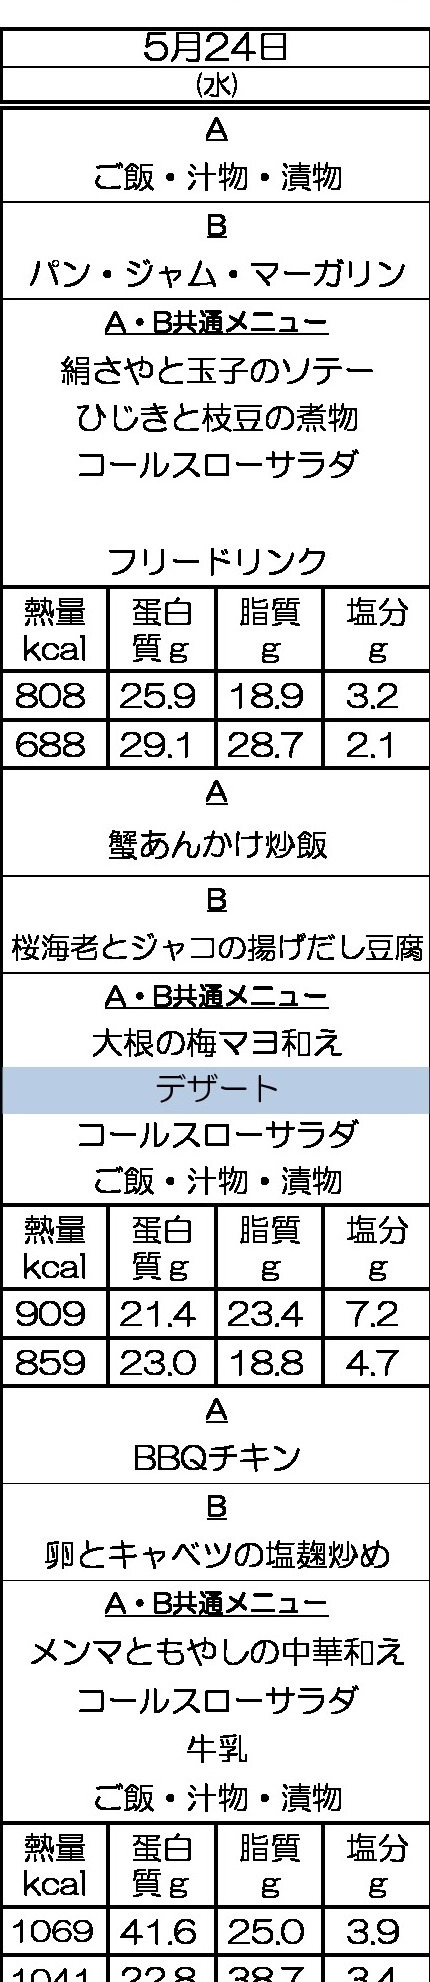 5月24日
(水)
A
ご飯・汁物・漬物
B
パン・ジャム・マーガリン
A・B共通メニュー
絹さやと玉子のソテー
ひじきと枝豆の煮物
コールスローサラダ
フリードリンク
熱量 蛋白 脂質 塩分
kcal 質g g g
808 25.9 18.9 3.2
688 29.1 28.7 2.1
A
蟹あんかけ炒飯
B
桜海老とジャコの揚げだし豆腐
A・B共通メニュー
大根の梅マヨ和え
デザート
コールスローサラダ
ご飯・汁物・漬物
熱量 蛋白 脂質 塩分
kcal 質g g g
909 21.4 23.4 7.2
859 23.0 18.8 4.7
A
BBQチキン
B
卵とキャベツの塩麹炒め
A・B共通メニュー
メンマともやしの中華和え
コールスローサラダ
牛乳
ご飯・汁物・漬物
熱量 蛋白 脂質 塩分
kcal 質g g g
1069 41.6 25.0 3.9
1041 22.8 38.7 3.4